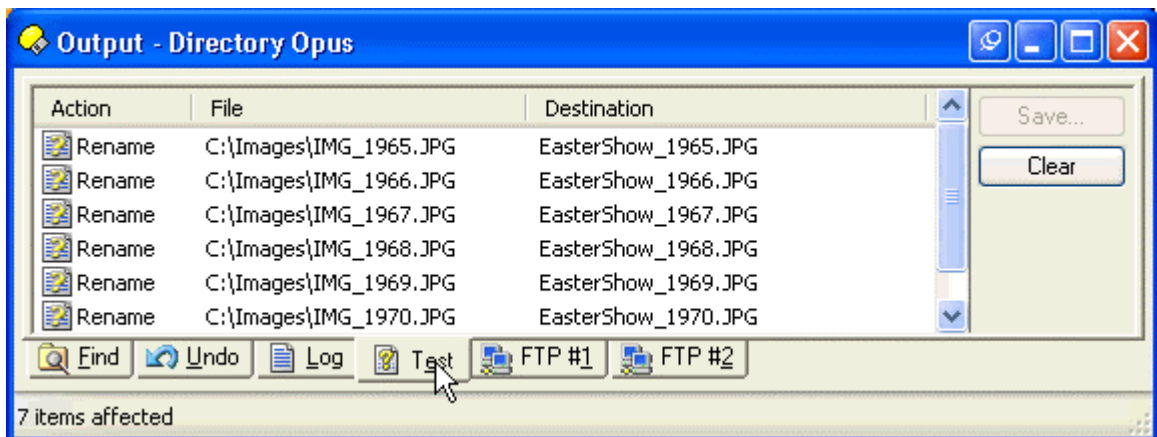 Output - Directory Opus
Action File Destination
Save...
Rename C:\Images\IMG_1965.JPG EasterShow_1965.JPG
Clear
Rename C:\Images\IMG_1966.JPG EasterShow_1966.JPG
Rename C:\Images\IMG_1967.JPG EasterShow_1967.JPG
Rename C:\Images\IMG_1968.JPG EasterShow_1968.JPG
Rename C:\Images\IMG_1969.JPG EasterShow_1969.JPG
Rename C:\Images\IMG_1970.JPG EasterShow_1970.JPG
Find Undo Log Test FTP #1 FTP #2
7 items affected